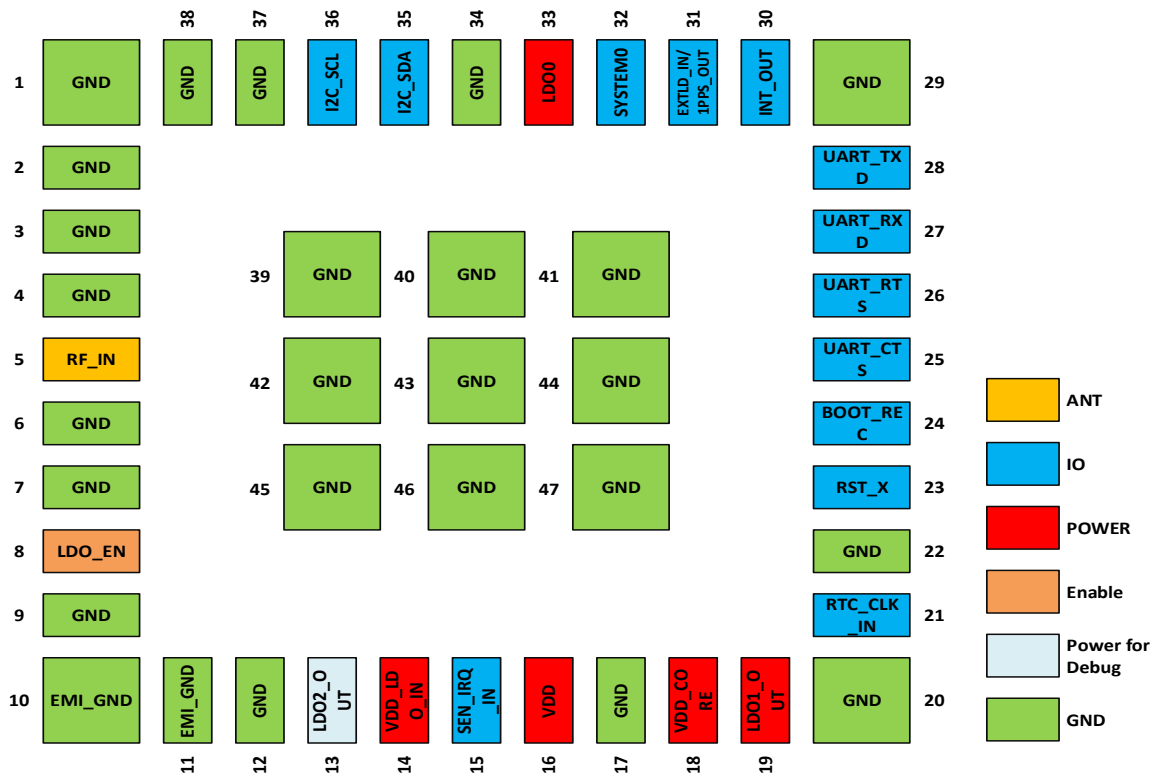 38
37
36
35
34
33
32
31
30
1
GND
GND
GND
I2C_SCL
I2C_SDA
GND
LDO0
SYSTEM0
EXTLD_IN/
1PPS_OUT
INT_OUT
GND
29
2
GND
UART_TX
D
28
3
GND
UART_RX
D
27
39
GND
40
GND
41
GND
4
GND
UART_RT
S
26
5
RF_IN
UART_CT
S
25
42
GND
43
GND
44
GND
ANT
6
GND
BOOT_RE
C
24
IO
7
GND
RST_X
23
45
GND
46
GND
47
GND
POWER
8
LDO_EN
GND
22
Enable
9
GND
RTC_CLK
_IN
21
Power for
Debug
10
EMI_GND
EMI_GND
GND
LDO2_O
UT
VDD_LD
O_IN
SEN_IRQ
_IN
VDD
GND
VDD_CO
RE
LDO1_O
UT
GND
20
GND
11
12
13
14
15
16
17
18
19